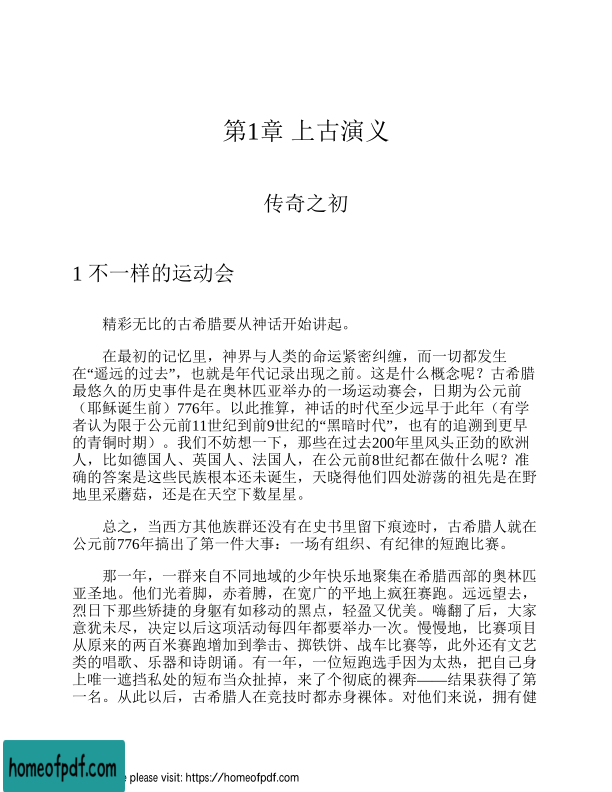 第1章 上古演义
传奇之初
1 不一样的运动会
精彩无比的古希腊要从神话开始讲起。
在最初的记忆里，神界与人类的命运紧密纠缠，而一切都发生
在“遥远的过去”，也就是年代记录出现之前。这是什么概念呢？古希腊
最悠久的历史事件是在奥林匹亚举办的一场运动赛会，日期为公元前
（耶稣诞生前）776年。以此推算，神话的时代至少远早于此年（有学
者认为限于公元前11世纪到前9世纪的“黑暗时代”，也有的追溯到更早
的青铜时期）。我们不妨想一下，那些在过去200年里风头正劲的欧洲
人，比如德国人、英国人、法国人，在公元前8世纪都在做什么呢？准
确的答案是这些民族根本还未诞生，天晓得他们四处游荡的祖先是在野
地里采蘑菇，还是在天空下数星星。
总之，当西方其他族群还没有在史书里留下痕迹时，古希腊人就在
公元前776年搞出了第一件大事：一场有组织、有纪律的短跑比赛。
那一年，一群来自不同地域的少年快乐地聚集在希腊西部的奥林匹
亚圣地。他们光着脚，赤着膊，在宽广的平地上疯狂赛跑。远远望去，
烈日下那些矫捷的身躯有如移动的黑点，轻盈又优美。嗨翻了后，大家
意犹未尽，决定以后这项活动每四年都要举办一次。慢慢地，比赛项目
从原来的两百米赛跑增加到拳击、掷铁饼、战车比赛等，此外还有文艺
类的唱歌、乐器和诗朗诵。有一年，一位短跑选手因为太热，把自己身
上唯一遮挡私处的短布当众扯掉，来了个彻底的裸奔——结果获得了第
一名。从此以后，古希腊人在竞技时都赤身裸体。对他们来说，拥有健
homeofpdf.com
e please visit: https://homeofpdf.com